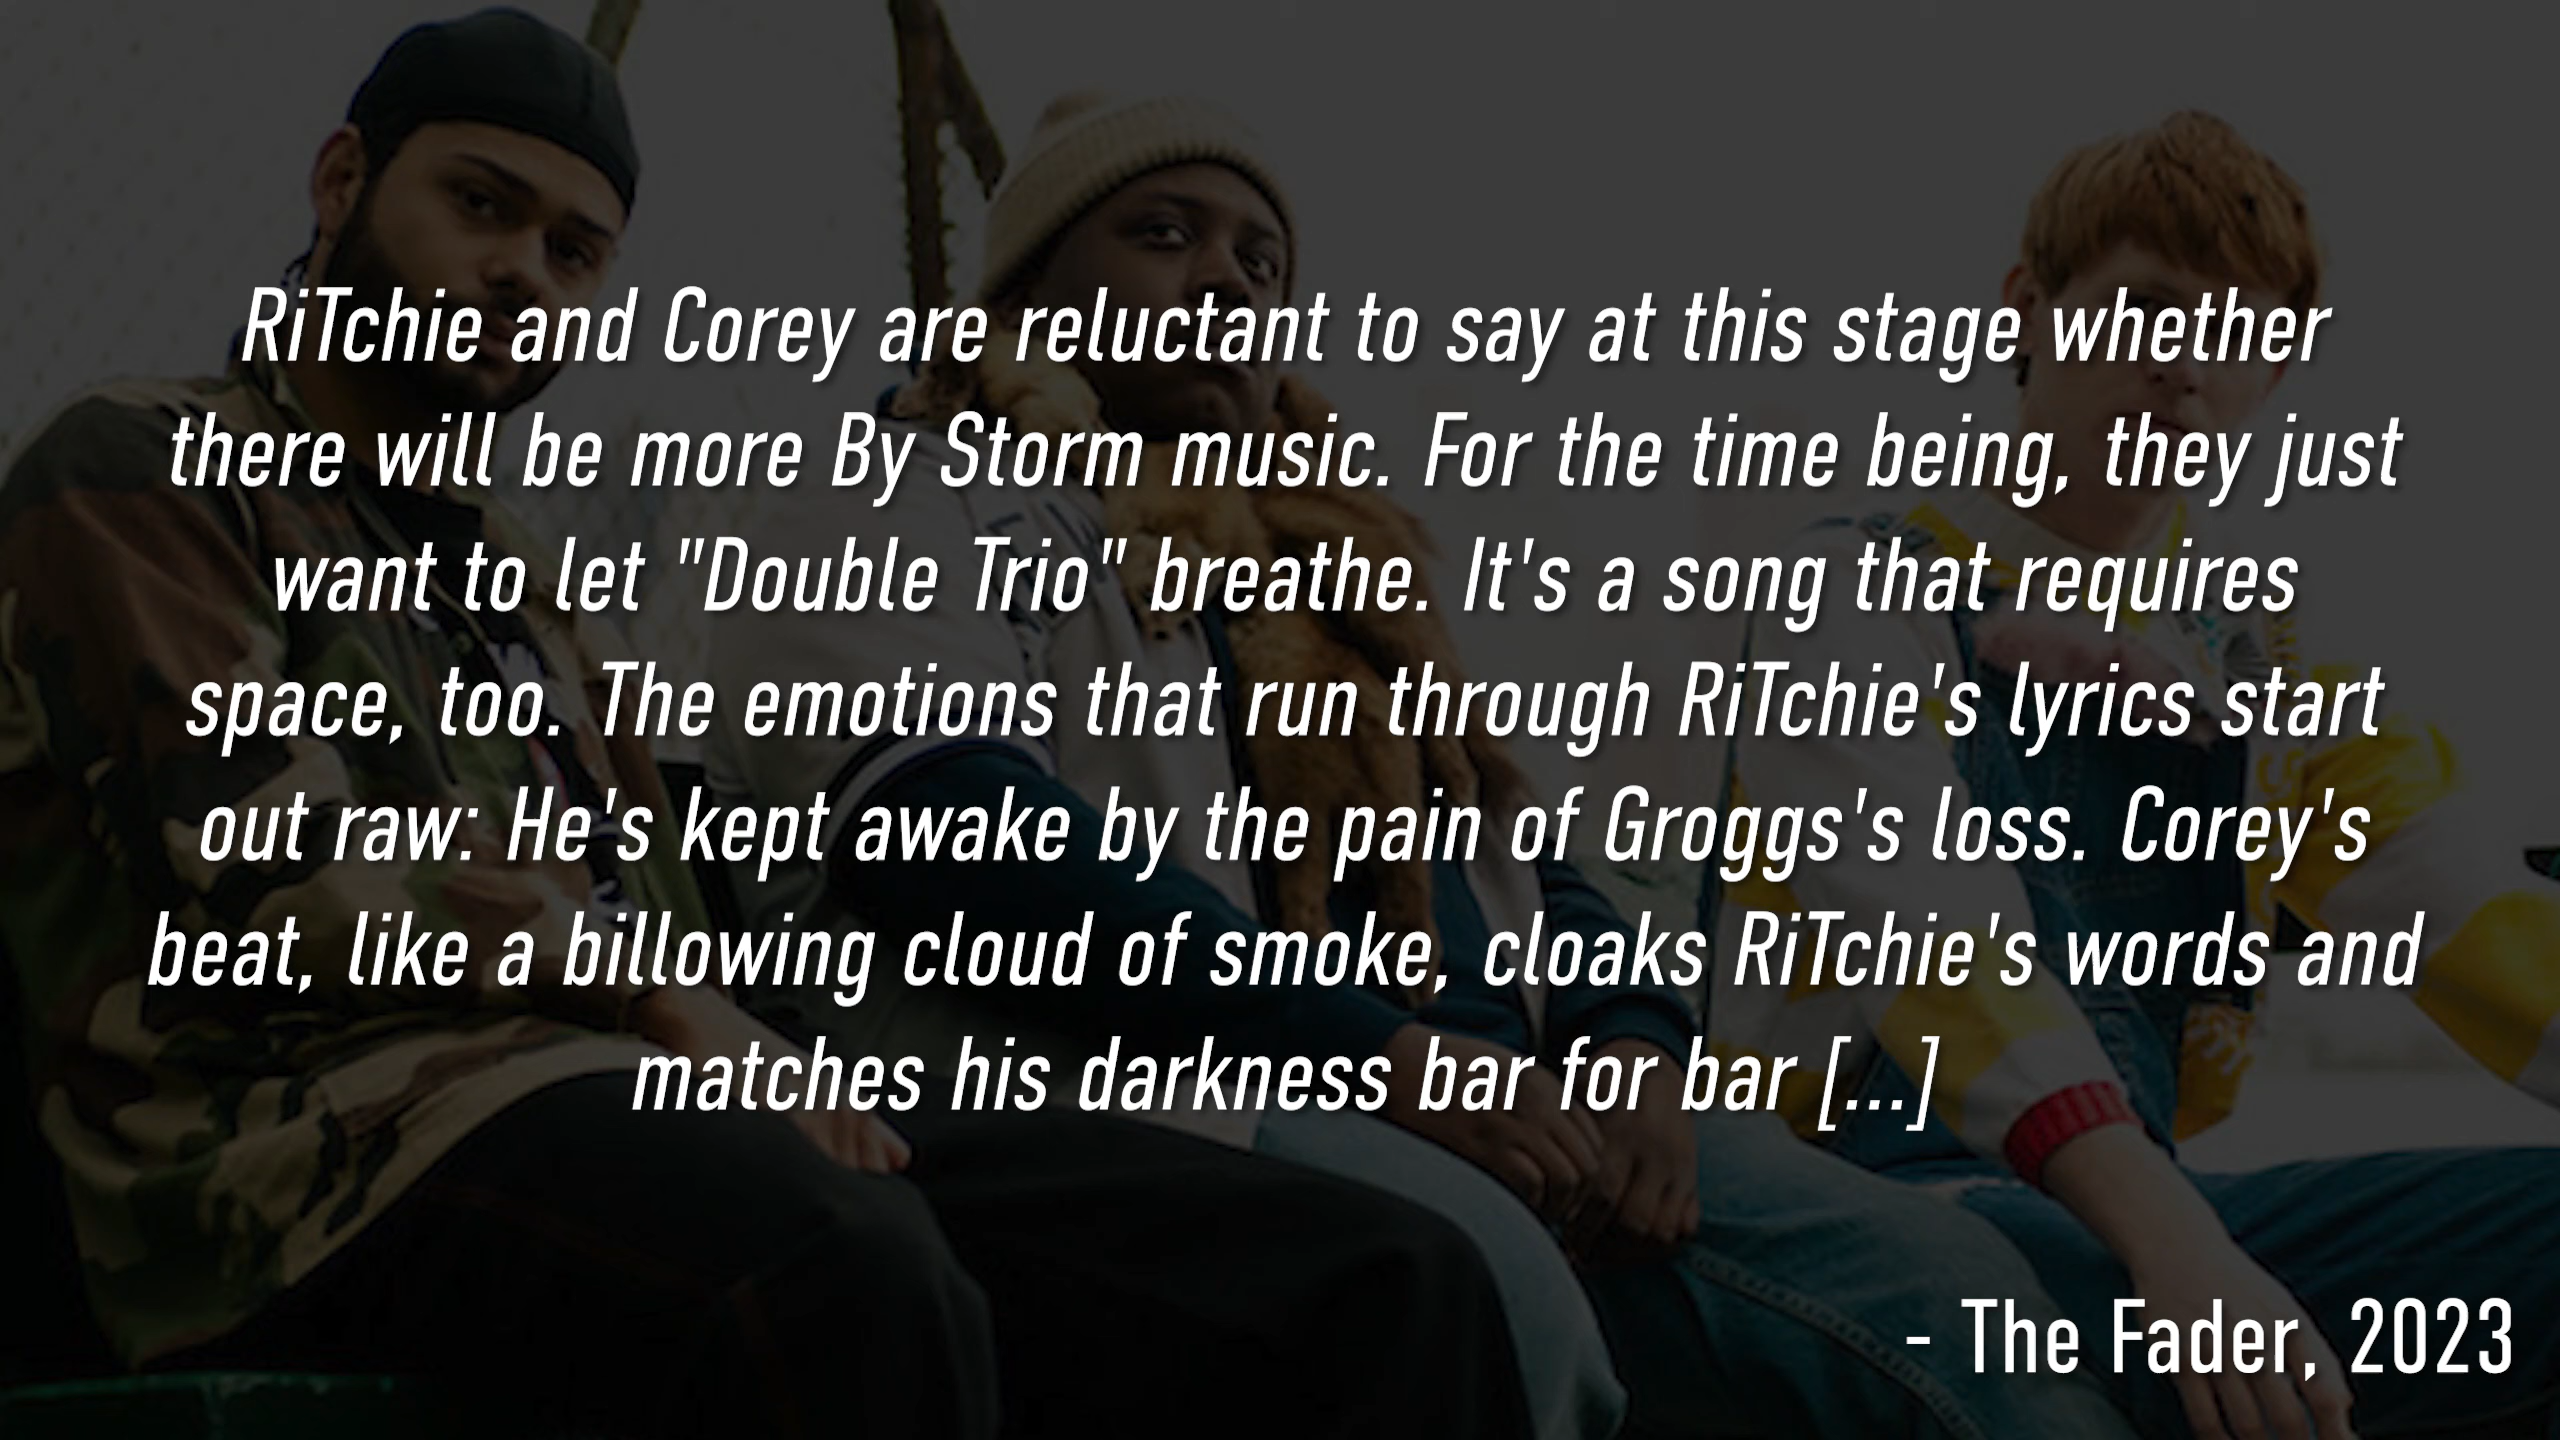 RiTchie and Corey are reluctant to say at this stage whether
there will be more By Storm music. For the time being, they just
want to let "Double Trio" breathe. It's a song that requires
space, too. The emotions that run through RiTchie's lyrics start
out raw: He's kept awake by the pain of Groggs's loss. Corey's
beat, like a billowing cloud of smoke, cloaks RiTchie's words and
matches his darkness bar for bar [...]
- The Fader, 2023